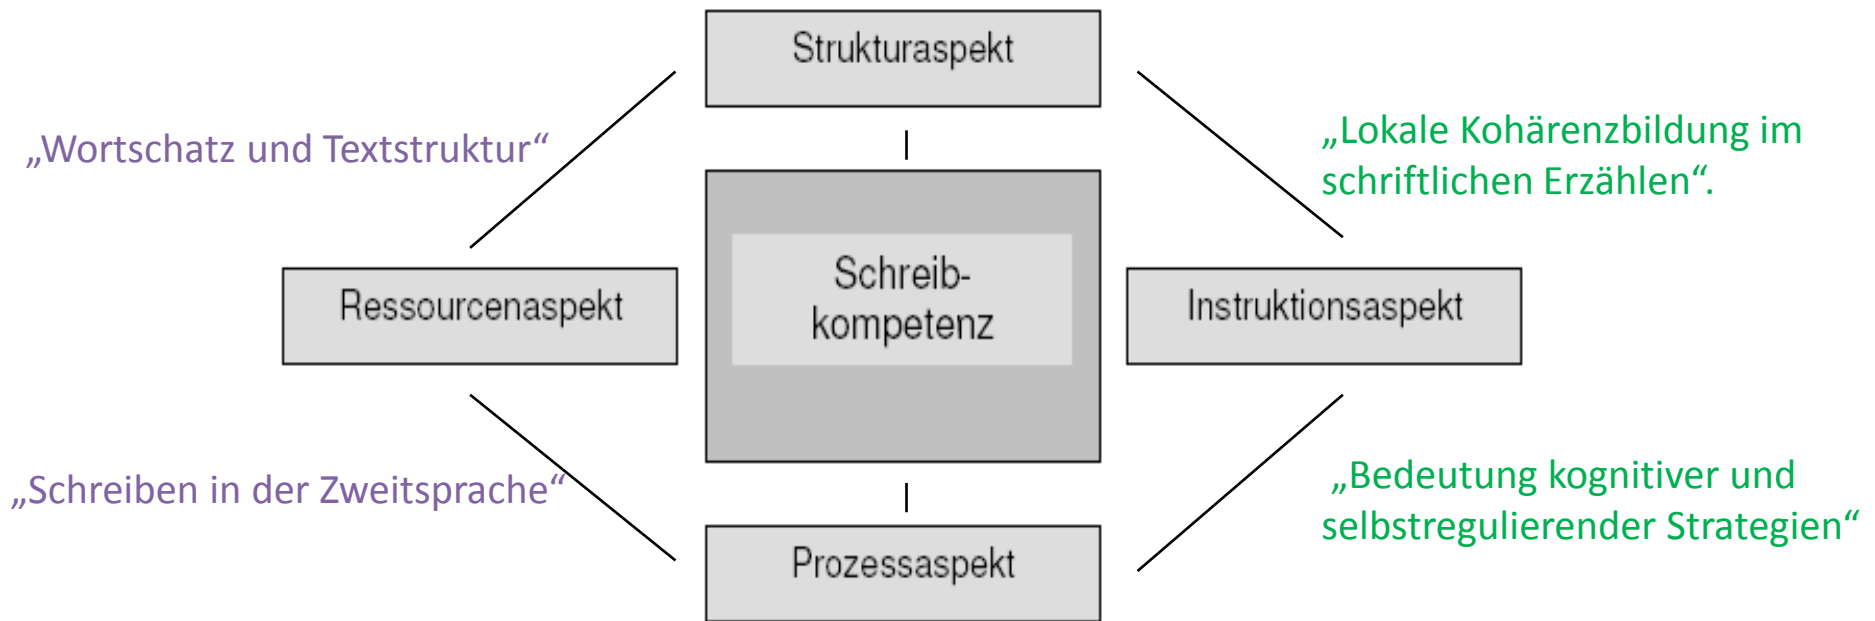 Strukturaspekt
„Wortschatz und Textstruktur“
„Lokale Kohärenzbildung im
schriftlichen Erzählen“.
Ressourcenaspekt
Schreib-
kompetenz
Instruktionsaspekt
„Schreiben in der Zweitsprache“
„Bedeutung kognitiver und
selbstregulierender Strategien“
Prozessaspekt